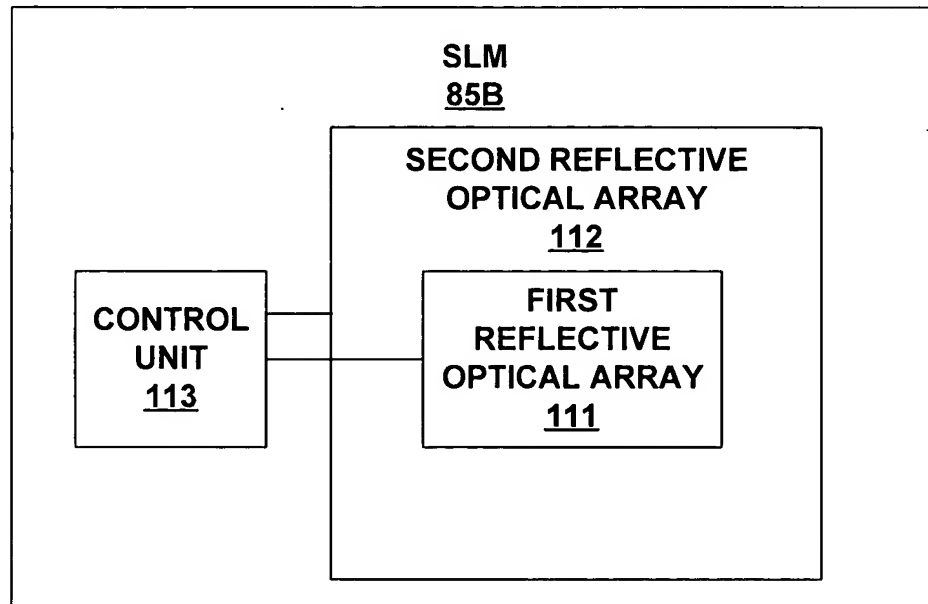 SLM
85B
SECOND REFLECTIVE
OPTICAL ARRAY
112
CONTROL
UNIT
113
FIRST
REFLECTIVE
OPTICAL ARRAY
111